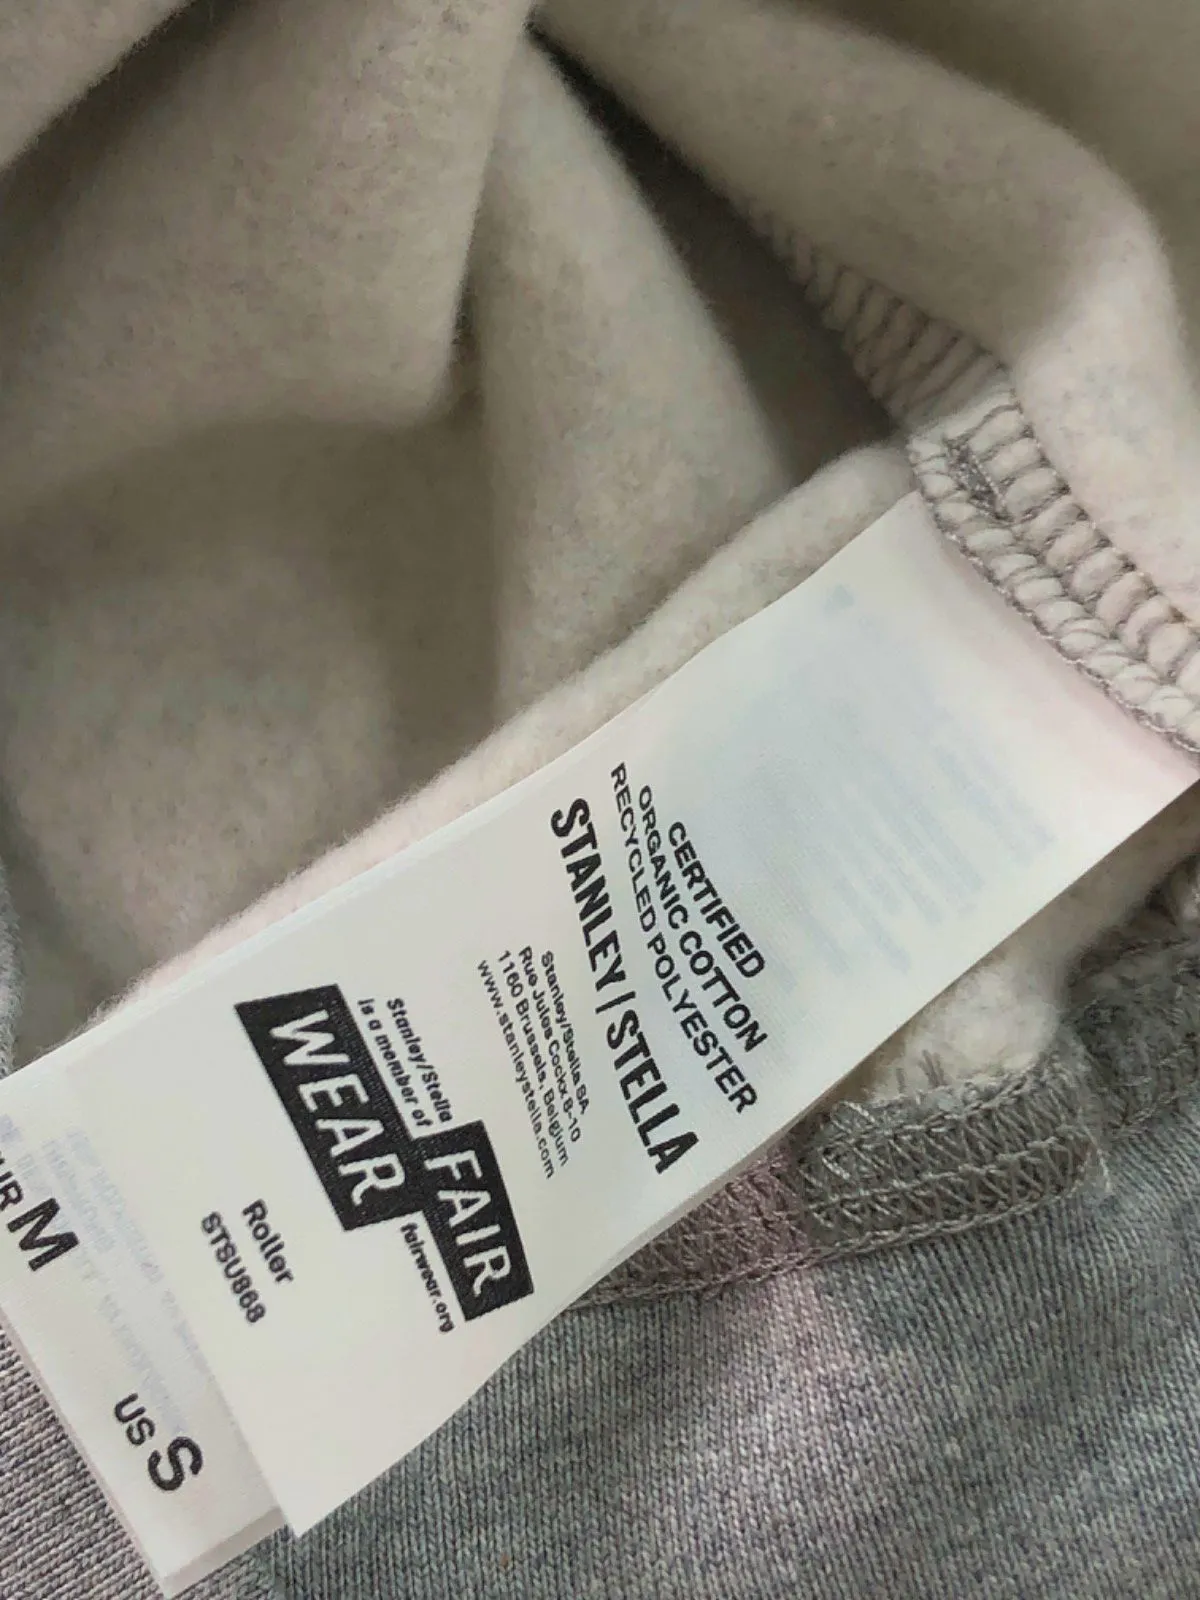 CERTIFIED
ORGANIC COTTON
RECYCLED POLYESTER
STANLEY/STELLA
Stanley/Stella SA
Rue Jules Cockx 8-10
1160 Brussels, Belgium
www.stanleystella.com
Stanley/Stella
is a member of
FAIR
WEAR
fairwear.org
Roller
STSU868
M
US S